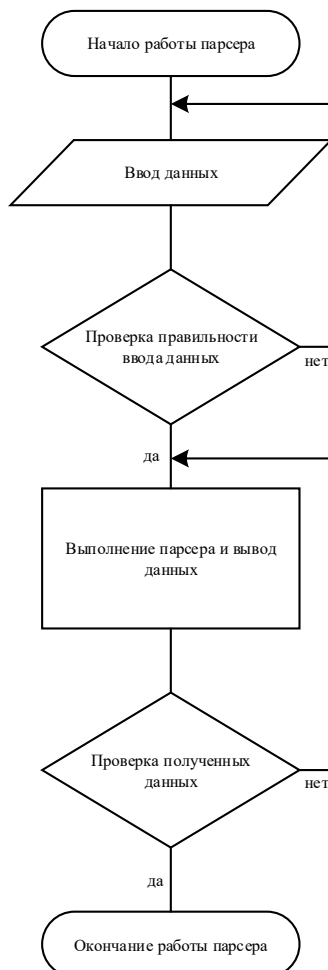 Начало работы парсера
Ввод данных
Проверка правильности
ввода данных
нет
да
Выполнение парсера и вывод
данных
Проверка полученных
данных
нет
да
Окончание работы парсера